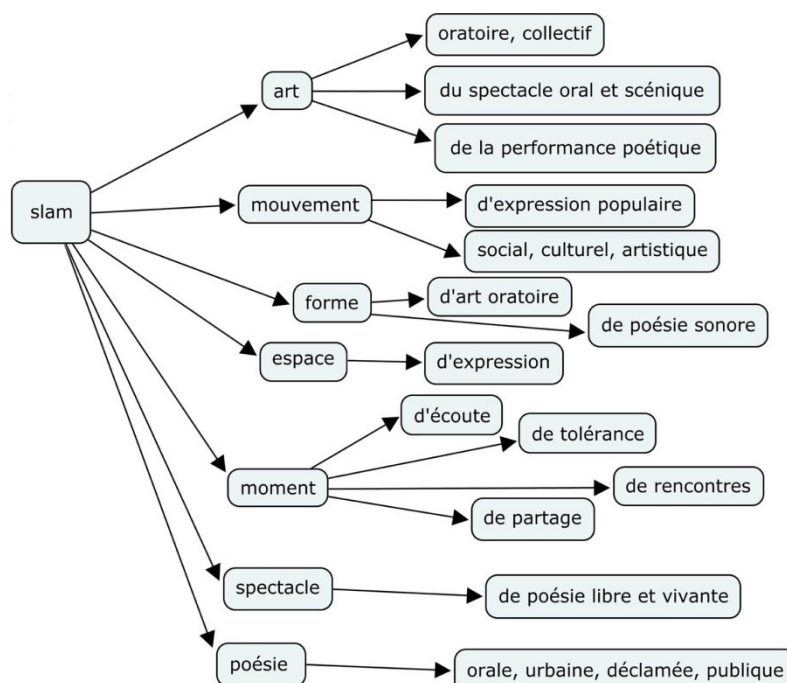 oratoire, collectif
art
du spectacle oral et scénique
de la performance poétique
slam
mouvement
d'expression populaire
social, culturel, artistique
forme
d'art oratoire
de poésie sonore
espace
d'expression
d'écoute
de tolérance
moment
de rencontres
de partage
spectacle
de poésie libre et vivante
poésie
orale, urbaine, déclamée, publique